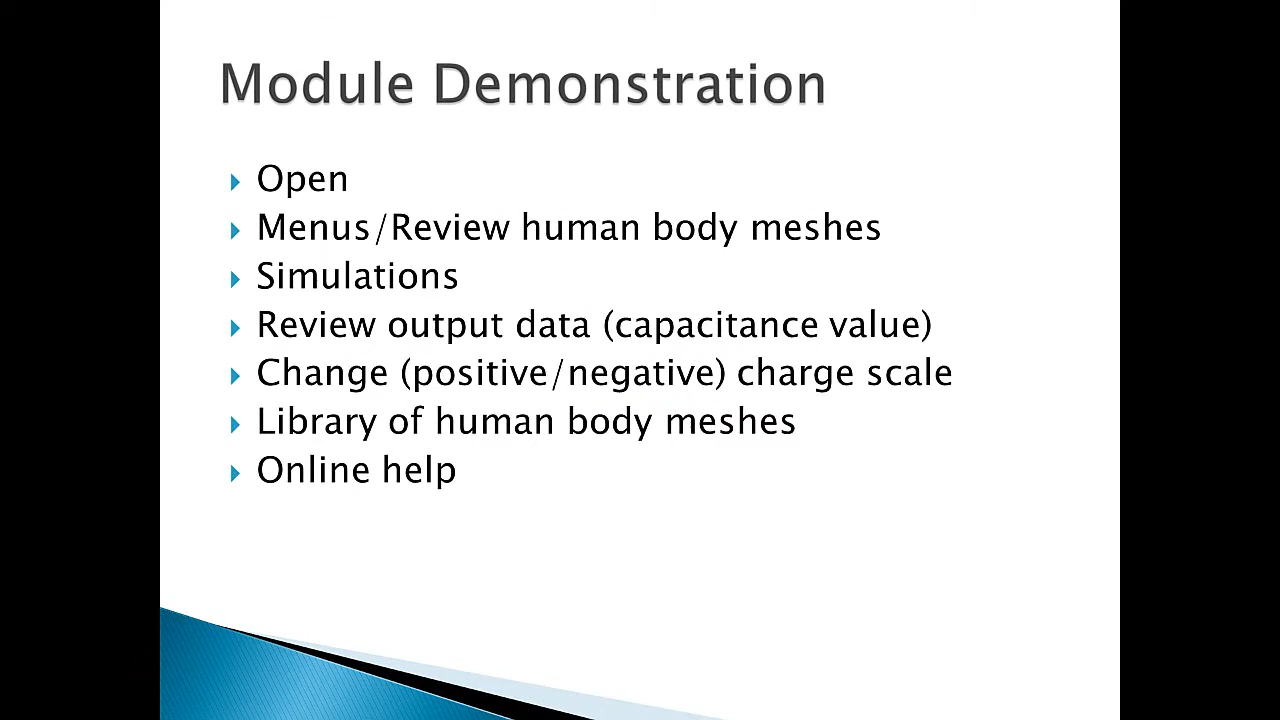 Module Demonstration
Open
Menus/Review human body meshes
Simulations
Review output data (capacitance value)
Change (positive/negative) charge scale
Library of human body meshes
Online help